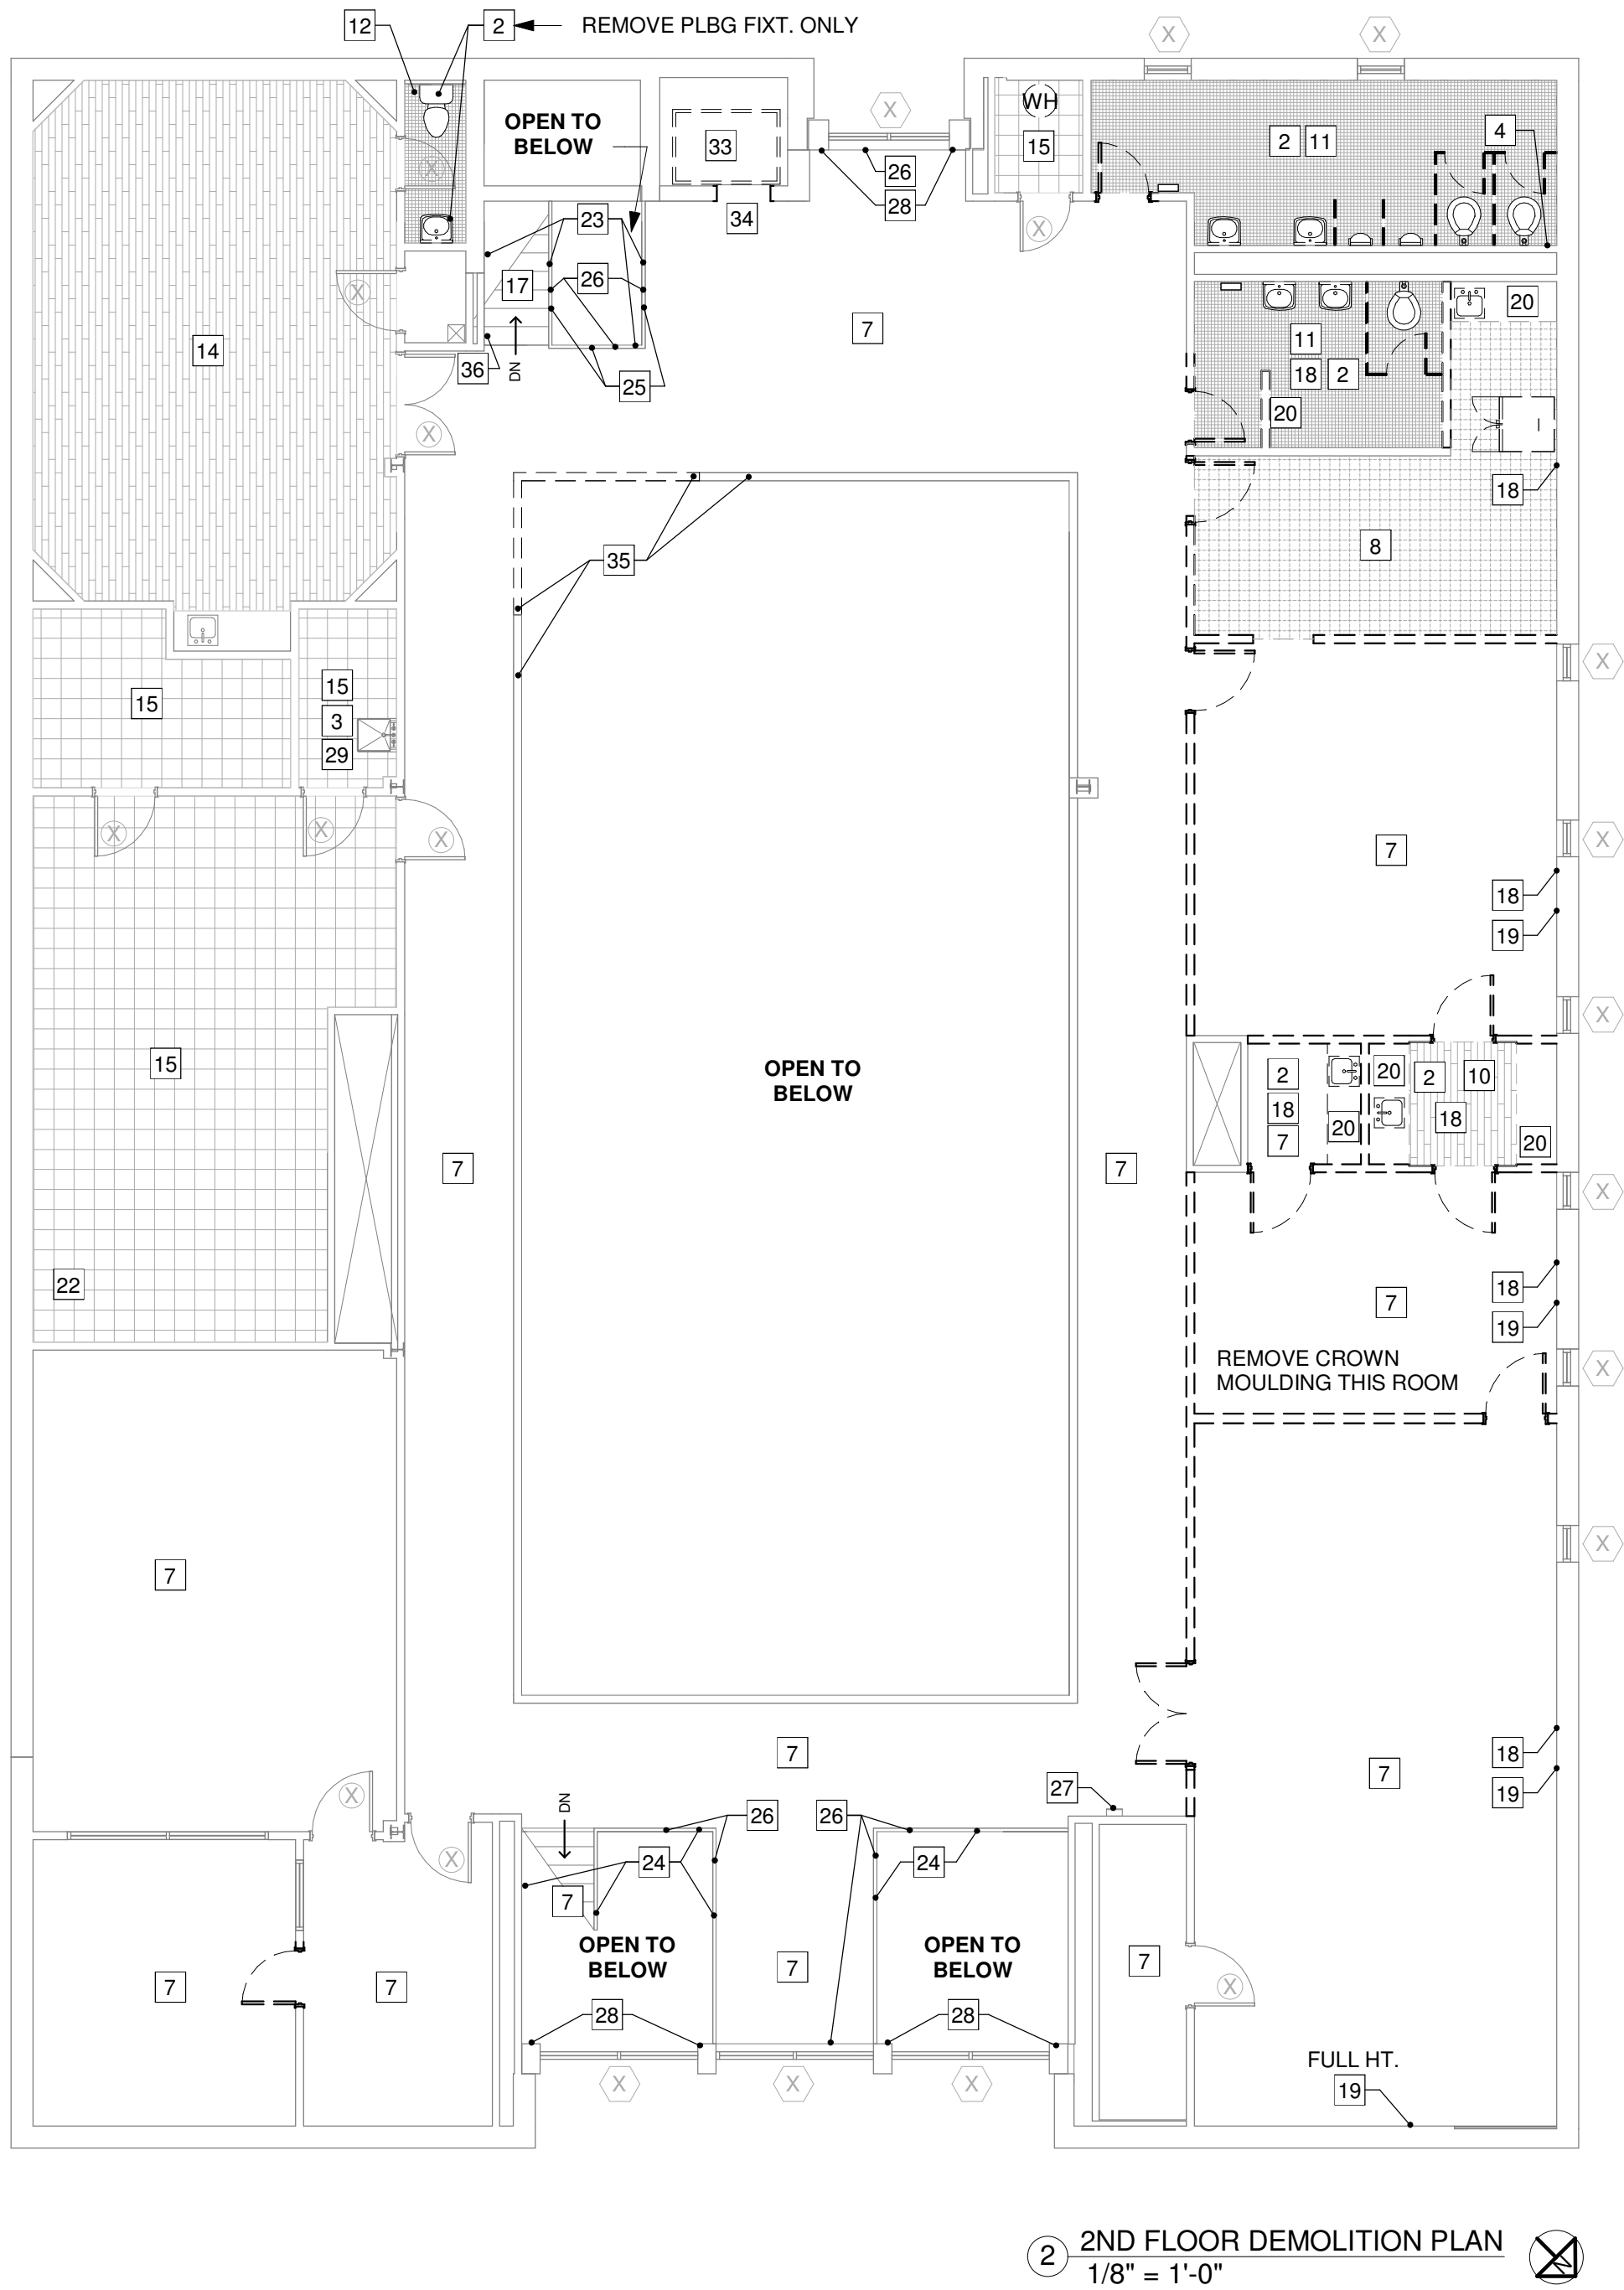 12
2
REMOVE PLBG FIXT. ONLY
X
X
X
OPEN TO
BELOW
33
WH
15
2
11
4
26
28
X
23
34
X
17
26
X
20
14
7
11
36
DN
25
18
2
20
X
18
35
8
X
15
15
3
29
X
X
X
X
7
18
19
X
15
OPEN TO
BELOW
2
20
2
10
18
18
20
7
20
7
7
X
22
18
7
19
REMOVE CROWN
MOULDING THIS ROOM
X
X
7
7
18
7
19
X
27
DN
26
26
X
24
24
7
OPEN TO
BELOW
OPEN TO
BELOW
7
7
7
7
X
28
28
X
X
X
FULL HT.
19
2
2ND FLOOR DEMOLITION PLAN
1/8" = 1'-0"
N